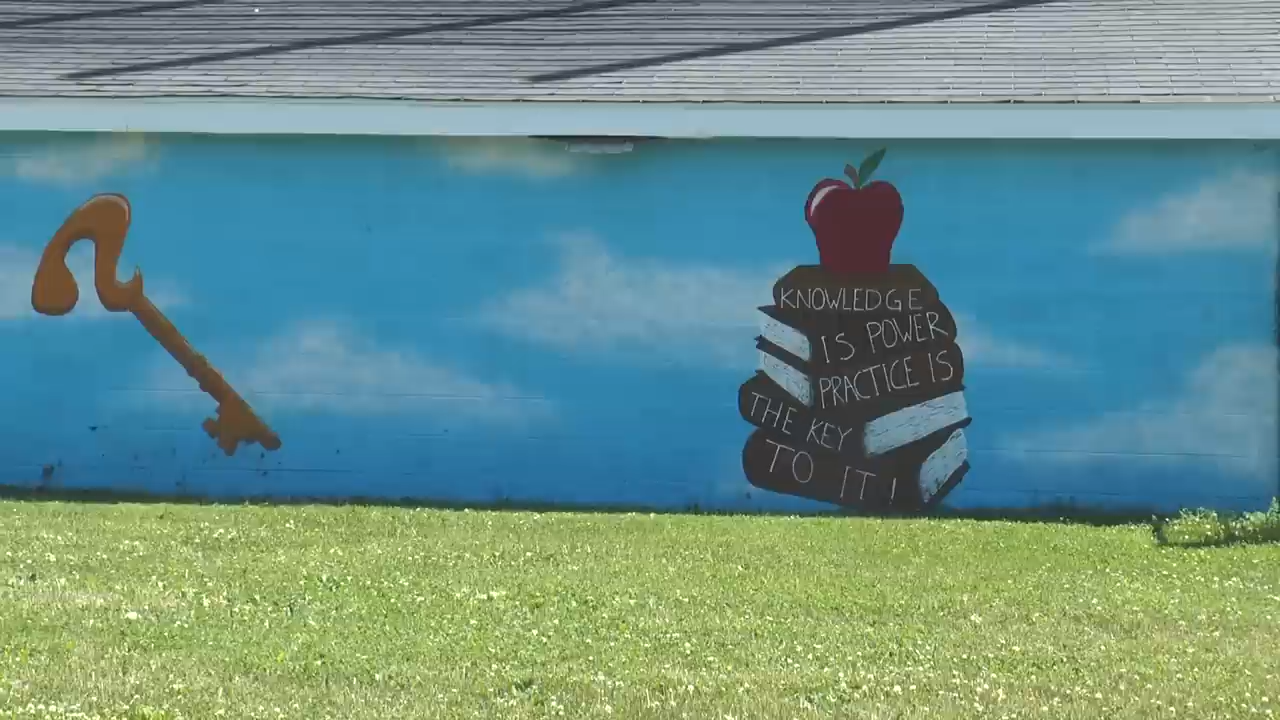 KNOWLEDGE
IS POWER
PRACTICE IS
THE KEY
TO IT!